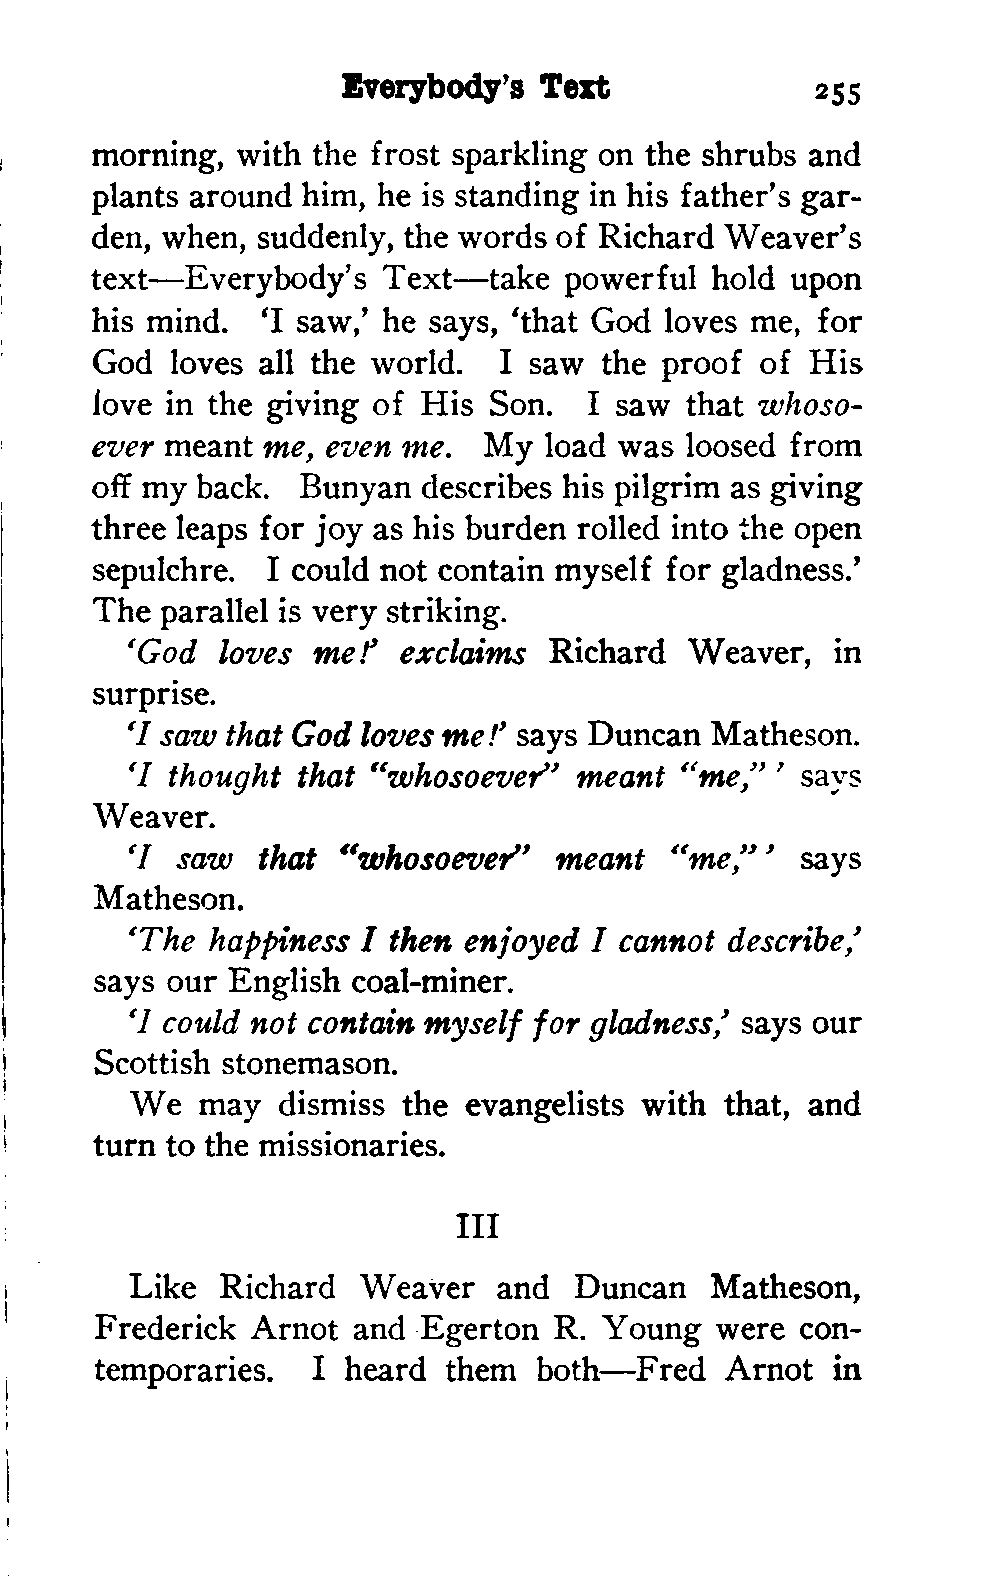 Everybody's Text 255
morning, with the frost sparkling on the shrubs and
plants around him, he is standing in his father's gar-
den, when, suddenly, the words of Richard Weaver's
text—Everybody's Text—take powerful hold upon
his mind. 'I saw,' he says, 'that God loves me, for
God loves all the world. I saw the proof of His
love in the giving of His Son. I saw that whoso-
ever meant me, even me. My load was loosed from
off my back. Bunyan describes his pilgrim as giving
three leaps for joy as his burden rolled into the open
sepulchre. I could not contain myself for gladness.'
The parallel is very striking.
'God loves me!' exclaims Richard Weaver, in
surprise.
'I saw that God loves me!' says Duncan Matheson.
'I thought that "whosoever" meant "me,"' says
Weaver.
'I saw that "whosoever" meant "me,"' says
Matheson.
'The happiness I then enjoyed I cannot describe,'
says our English coal-miner.
'I could not contain myself for gladness,' says our
Scottish stonemason.
We may dismiss the evangelists with that, and
turn to the missionaries.
III
Like Richard Weaver and Duncan Matheson,
Frederick Arnot and Egerton R. Young were con-
temporaries. I heard them both—Fred Arnot in